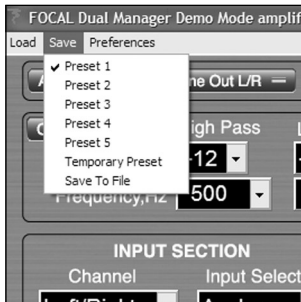 FOCAL Dual Manager Demo Mode amplif
Load Save Preferences
Preset 1
Preset 2
Preset 3
Preset 4
Preset 5
Temporary Preset
Save To File
ne Out L/R
igh Pass
12
Frequency,Hz 500
INPUT SECTION
Channel Input Select
Left/Right